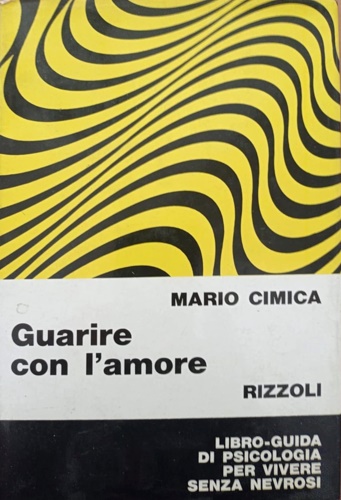 MARIO CIMICA
Guarire
con l'amore
RIZZOLI
LIBRO-GUIDA
DI PSICOLOGIA
PER VIVERE
SENZA NEVROSI